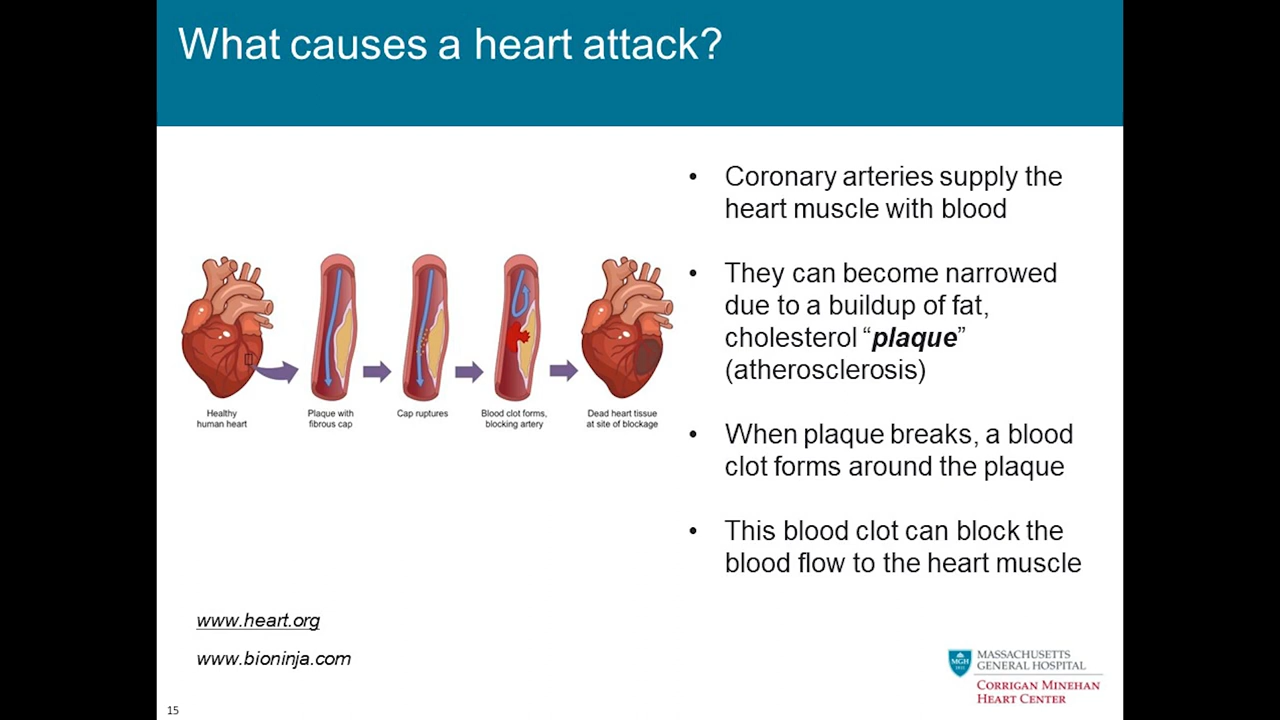 What causes a heart attack?
• Coronary arteries supply the
heart muscle with blood
• They can become narrowed
due to a buildup of fat,
cholesterol “plaque”
(atherosclerosis)
• When plaque breaks, a blood
clot forms around the plaque
• This blood clot can block the
blood flow to the heart muscle
Healthy
human heart
Plaque with
fibrous cap
Cap ruptures
Blood clot forms,
blocking artery
Dead heart tissue
at site of blockage
www.heart.org
www.bioninja.com
MGH
1811
MASSACHUSETTS
GENERAL HOSPITAL
CORRIGAN MINEHAN
HEART CENTER
15